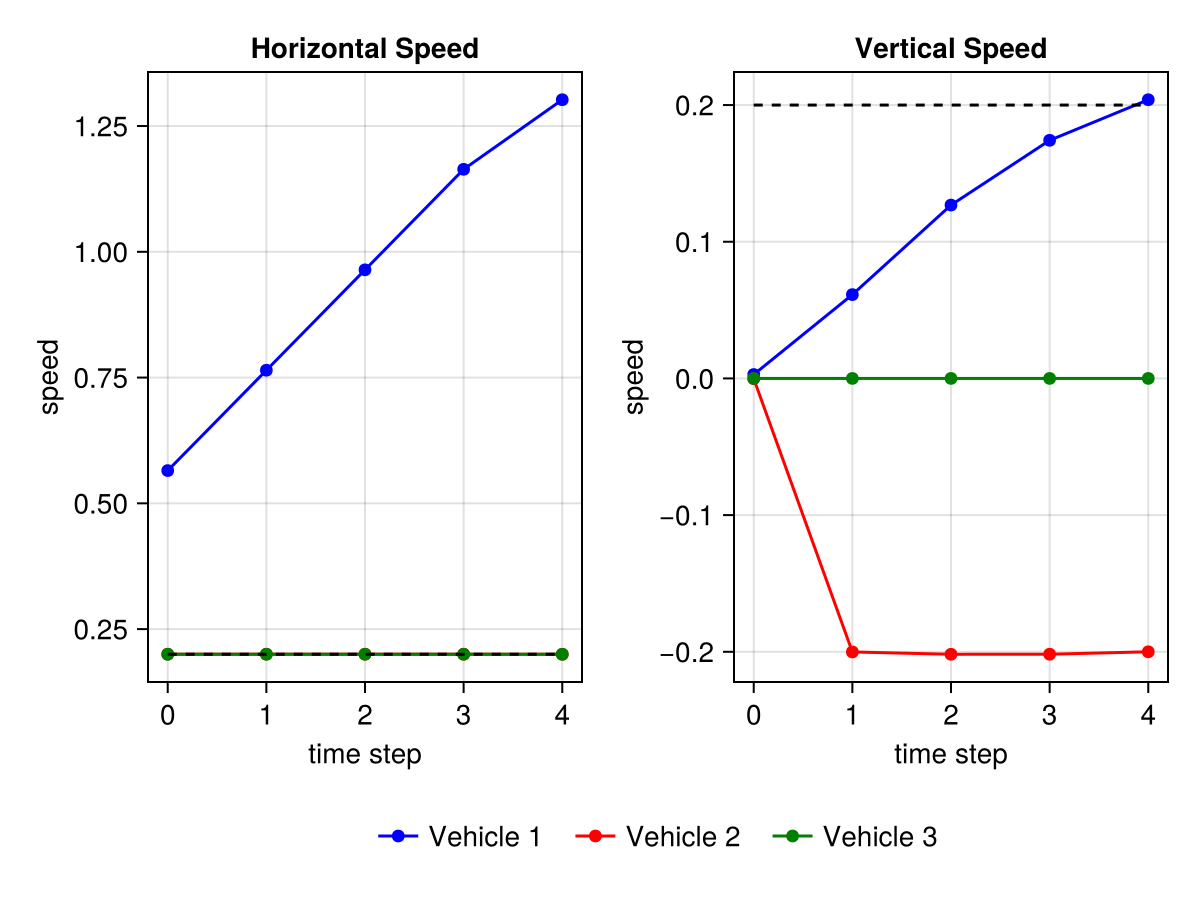 Horizontal Speed
1.25
1.00
0.75
0.50
0.25
speed
0 1 2 3 4
time step
Vertical Speed
0.2
0.1
0.0
−0.1
−0.2
speed
0 1 2 3 4
time step
Vehicle 1 Vehicle 2 Vehicle 3